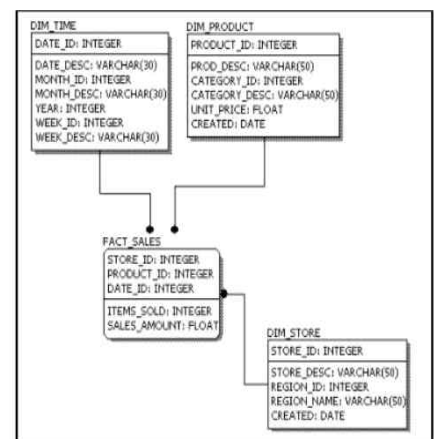 DIM_TIME
DATE_ID: INTEGER
DATE_DESC: VARCHAR(30)
MONTH_ID: INTEGER
MONTH_DESC: VARCHAR(30)
YEAR: INTEGER
WEEK_ID: INTEGER
WEEK_DESC: VARCHAR(30)
DIM_PRODUCT
PRODUCT_ID: INTEGER
PROD_DESC: VARCHAR(50)
CATEGORY_ID: INTEGER
CATEGORY_DESC: VARCHAR(50)
UNIT_PRICE: FLOAT
CREATED: DATE
FACT_SALES
STORE_ID: INTEGER
PRODUCT_ID: INTEGER
DATE_ID: INTEGER
ITEMS_SOLD: INTEGER
SALES_AMOUNT: FLOAT
DIM_STORE
STORE_ID: INTEGER
STORE_DESC: VARCHAR(50)
REGION_ID: INTEGER
REGION_NAME: VARCHAR(50)
CREATED: DATE